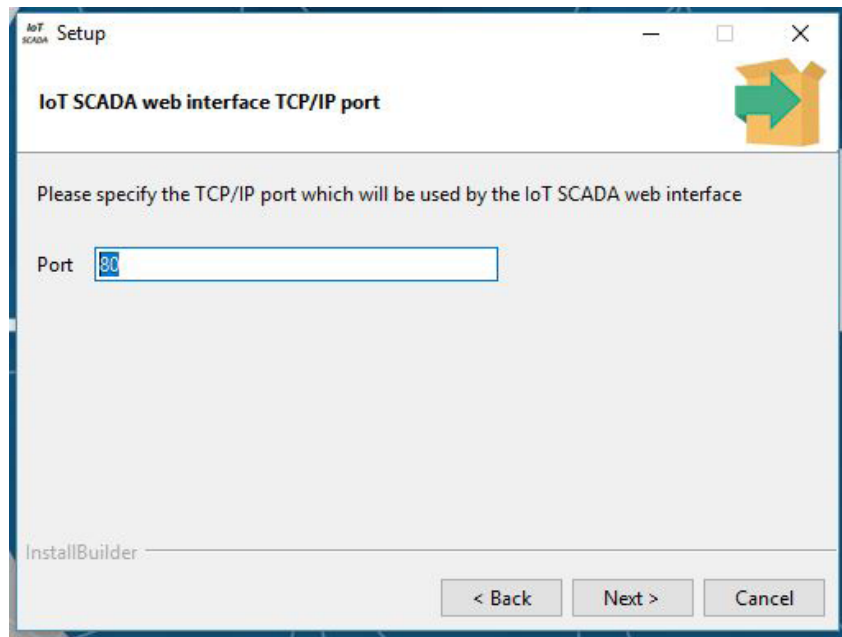 IoT
SCADA
Setup
IoT SCADA web interface TCP/IP port
Please specify the TCP/IP port which will be used by the IoT SCADA web interface
Port 80
InstallBuilder
< Back Next > Cancel